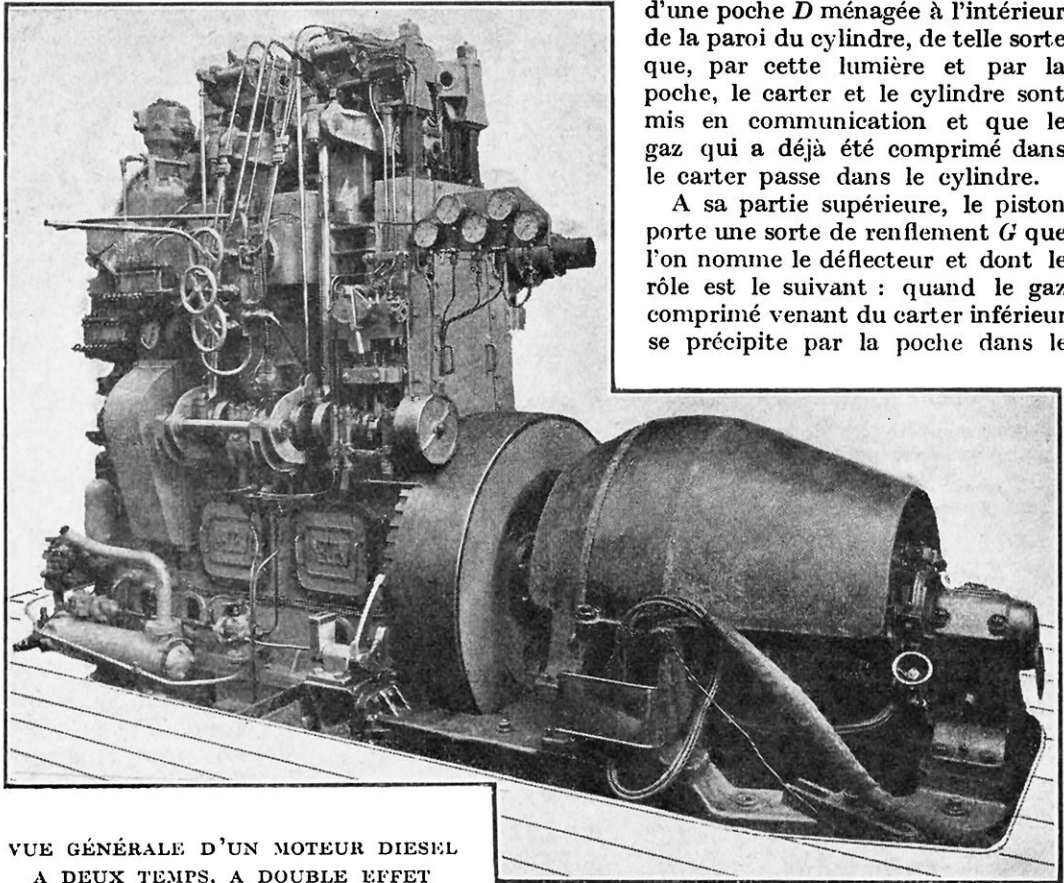 d'une poche D ménagée à l'intérieur
de la paroi du cylindre, de telle sorte
que, par cette lumière et par la
poche, le carter et le cylindre sont
mis en communication et que le
gaz qui a déjà été comprimé dans
le carter passe dans le cylindre.
A sa partie supérieure, le piston
porte une sorte de renflement G que
l'on nomme le déflecteur et dont le
rôle est le suivant : quand le gaz
comprimé venant du carter inférieur
se précipite par la poche dans le
VUE GÉNÉRALE D'UN MOTEUR DIESEL
A DEUX TEMPS, A DOUBLE EFFET